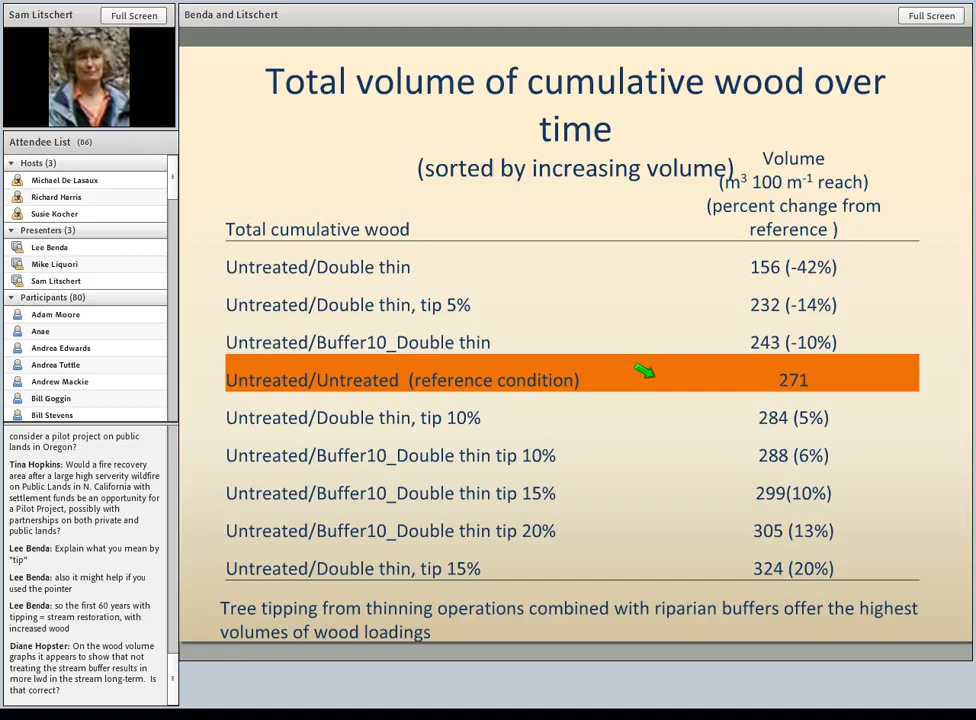 Sam Litschert
Full Screen
Attendee List (86)
Hosts (3)
Michael De Lasaux
Richard Harris
Susie Kocher
Presenters (3)
Lee Benda
Mike Liquori
Sam Litschert
Participants (80)
Adam Moore
Anae
Andrea Edwards
Andrea Tuttle
Andrew Mackie
Bill Goggin
Bill Stevens
consider a pilot project on public
lands in Oregon?
Tina Hopkins: Would a fire recovery
area after a large high serverity wildfire
on Public Lands in N. California with
settlement funds be an opportunity for
a Pilot Project, possibly with
partnerships on both private and
public lands?
Lee Benda: Explain what you mean by
"tip"
Lee Benda: also it might help if you
used the pointer
Lee Benda: so the first 60 years with
tipping = stream restoration, with
increased wood
Diane Hopster: On the wood volume
graphs it appears to show that not
treating the stream buffer results in
more lwd in the stream long-term. Is
that correct?
Benda and Litschert
Full Screen
Total volume of cumulative wood over
time
(sorted by increasing volume)
Volume
(m³ 100 m⁻¹ reach)
(percent change from
reference )
Total cumulative wood
Untreated/Double thin 156 (-42%)
Untreated/Double thin, tip 5% 232 (-14%)
Untreated/Buffer10_Double thin 243 (-10%)
Untreated/Untreated (reference condition) 271
Untreated/Double thin, tip 10% 284 (5%)
Untreated/Buffer10_Double thin tip 10% 288 (6%)
Untreated/Buffer10_Double thin tip 15% 299(10%)
Untreated/Buffer10_Double thin tip 20% 305 (13%)
Untreated/Double thin, tip 15% 324 (20%)
Tree tipping from thinning operations combined with riparian buffers offer the highest
volumes of wood loadings